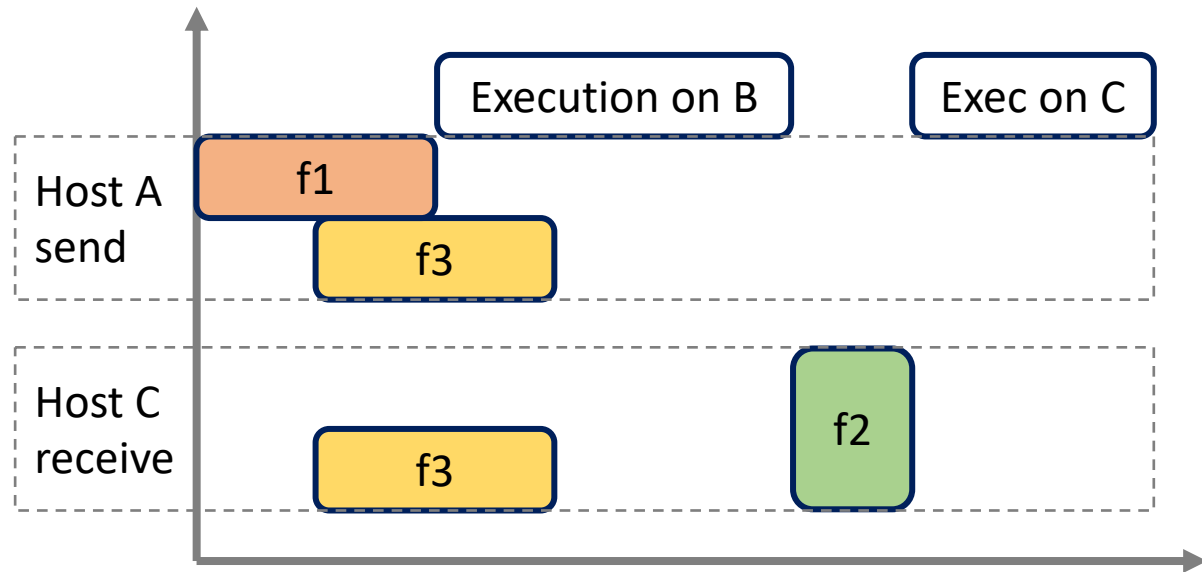 Execution on B
Exec on C
Host A
send
f1
f3
Host C
receive
f3
f2